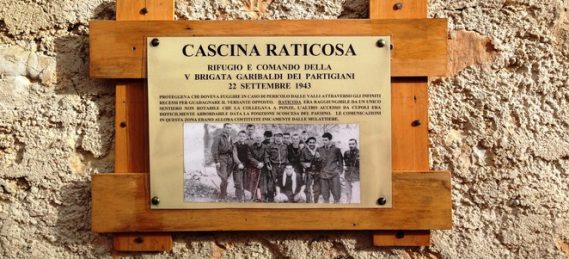 CASCINA RATICOSA
RIFUGIO E COMANDO DELLA
V BRIGATA GARIBALDI DEI PARTIGIANI
22 SETTEMBRE 1943
PROTEGGEVA CHI DOVEVA FUGGIRE IN CASO DI PERICOLO DALLE VALLI ATTRAVERSO GLI INFINITI
RECESSI PER GUADAGNARE IL VERSANTE OPPOSTO. RATICOSA ERA RAGGIUNGIBILE DA UN UNICO
SENTIERO NON ROTABILE CHE LA COLLEGAVA A PONZE. L'ALTRO ACCESSO DA CUPOLI ERA
DIFFICILMENTE ABBORDABILE DATA LA POSIZIONE SCOSCESA DEL PARSINO. LE COMUNICAZIONI
IN QUESTA ZONA ERANO ALLORA COSTITUITE UNICAMENTE DALLE MULATTIERE.